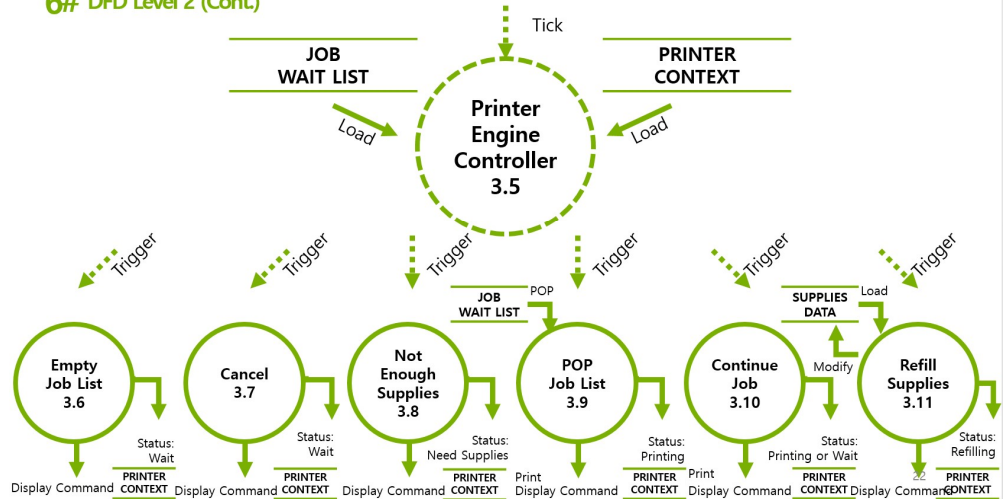 6# DFD Level 2 (Cont.)
Tick
JOB
WAIT LIST
PRINTER
CONTEXT
Load
Load
Printer
Engine
Controller
3.5
Trigger
Trigger
Trigger
Trigger
Trigger
Trigger
JOB
WAIT LIST
POP
SUPPLIES
DATA
Load
Modify
Empty
Job List
3.6
Cancel
3.7
Not
Enough
Supplies
3.8
POP
Job List
3.9
Continue
Job
3.10
Refill
Supplies
3.11
Status:
Wait
Status:
Wait
Status:
Need Supplies
Status:
Printing
Status:
Printing or Wait
Status:
Refilling
Display Command
PRINTER
CONTEXT
Display Command
PRINTER
CONTEXT
Display Command
PRINTER
CONTEXT
Print
Display Command
PRINTER
CONTEXT
Print
Display Command
PRINTER
CONTEXT
Display Command
PRINTER
CONTEXT
22